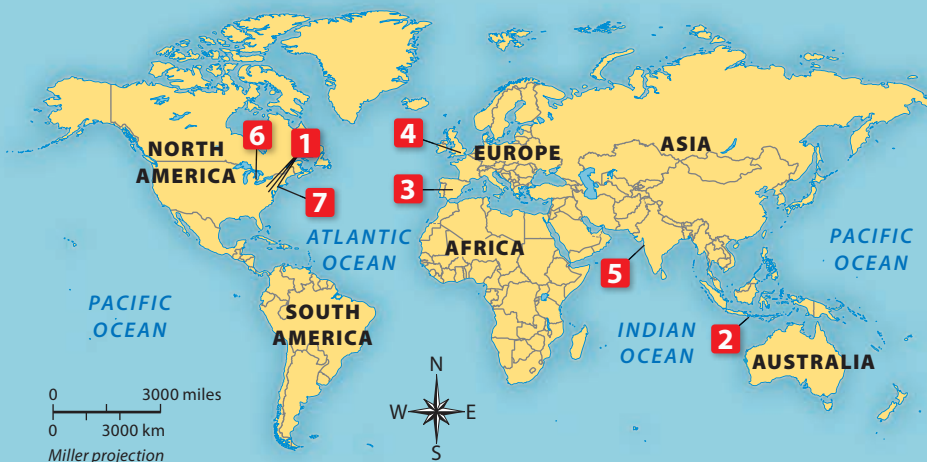 6
1
NORTH
AMERICA
7
4
EUROPE
3
ASIA
ATLANTIC
OCEAN
AFRICA
PACIFIC
OCEAN
5
PACIFIC
OCEAN
SOUTH
AMERICA
INDIAN
OCEAN
2
AUSTRALIA
0 3000 miles
0 3000 km
Miller projection
N
W E
S